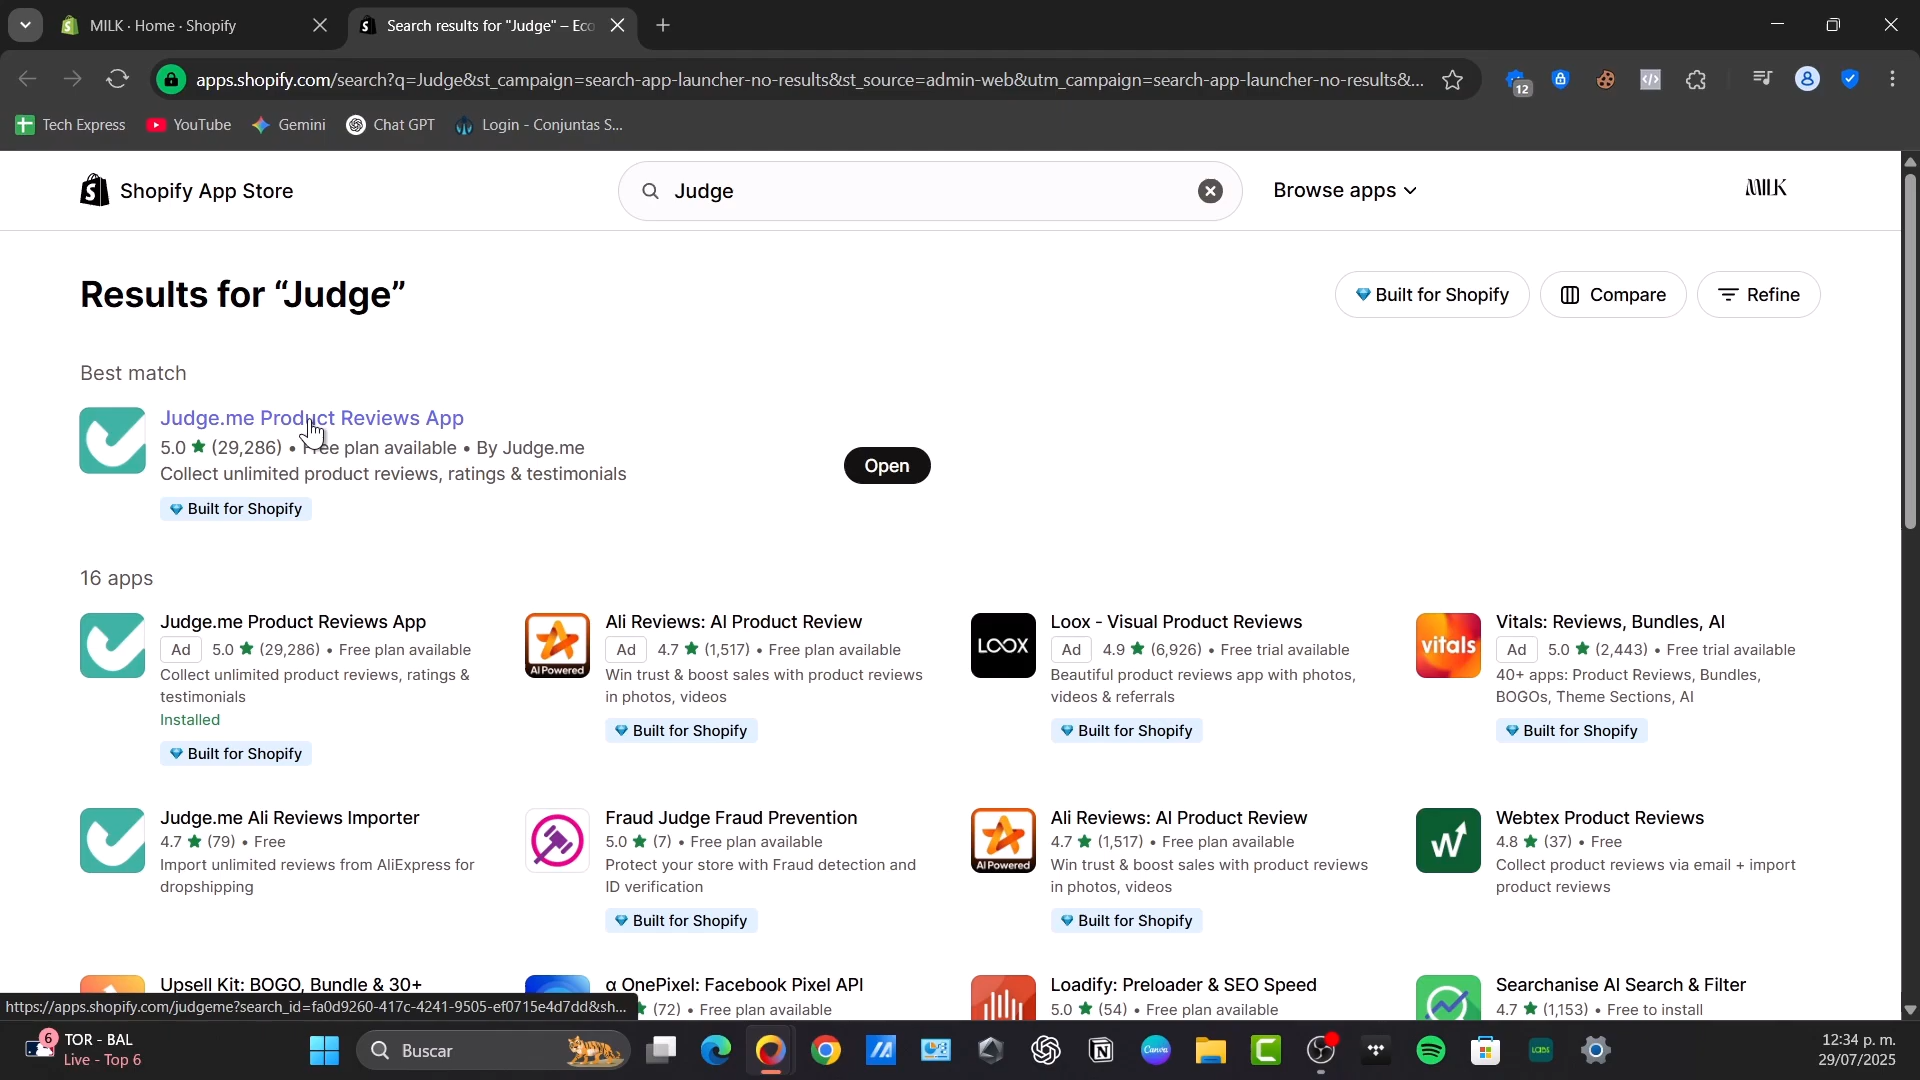 MILK · Home · Shopify
Search results for "Judge" – Eco
apps.shopify.com/search?q=Judge&st_campaign=search-app-launcher-no-results&st_source=admin-web&utm_campaign=search-app-launcher-no-results&...
12
Tech Express
YouTube
Gemini
Chat GPT
Login - Conjuntas S...
Shopify App Store
Judge
Browse apps
MILK
Results for “Judge”
Built for Shopify
Compare
Refine
Best match
Judge.me Product Reviews App
5.0 ★ (29,286) • Free plan available • By Judge.me
Collect unlimited product reviews, ratings & testimonials
Built for Shopify
Open
16 apps
Judge.me Product Reviews App
Ad 5.0 ★ (29,286) • Free plan available
Collect unlimited product reviews, ratings &
testimonials
Installed
Built for Shopify
AI Powered
Ali Reviews: AI Product Review
Ad 4.7 ★ (1,517) • Free plan available
Win trust & boost sales with product reviews
in photos, videos
Built for Shopify
LOOX
Loox - Visual Product Reviews
Ad 4.9 ★ (6,926) • Free trial available
Beautiful product reviews app with photos,
videos & referrals
Built for Shopify
vitals
Vitals: Reviews, Bundles, AI
Ad 5.0 ★ (2,443) • Free trial available
40+ apps: Product Reviews, Bundles,
BOGOs, Theme Sections, AI
Built for Shopify
Judge.me Ali Reviews Importer
4.7 ★ (79) • Free
Import unlimited reviews from AliExpress for
dropshipping
Fraud Judge Fraud Prevention
5.0 ★ (7) • Free plan available
Protect your store with Fraud detection and
ID verification
Built for Shopify
AI Powered
Ali Reviews: AI Product Review
4.7 ★ (1,517) • Free plan available
Win trust & boost sales with product reviews
in photos, videos
Built for Shopify
Webtex Product Reviews
4.8 ★ (37) • Free
Collect product reviews via email + import
product reviews
Upsell Kit: BOGO, Bundle & 30+
α OnePixel: Facebook Pixel API
★ (72) • Free plan available
Loadify: Preloader & SEO Speed
5.0 ★ (54) • Free plan available
Searchanise AI Search & Filter
4.7 ★ (1,153) • Free to install
https://apps.shopify.com/judgeme?search_id=fa0d9260-417c-4241-9505-ef0715e4d7dd&sh...
6
TOR - BAL
Live - Top 6
Buscar
Canva
LABS
12:34 p. m.
29/07/2025